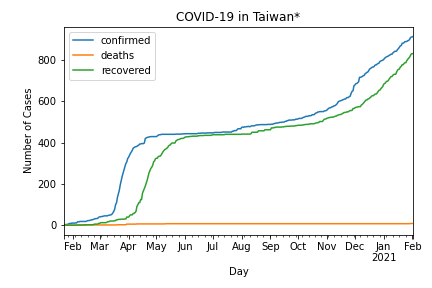 COVID-19 in Taiwan*
confirmed
deaths
recovered
Number of Cases
800
600
400
200
0
Feb Mar Apr May Jun Jul Aug Sep Oct Nov Dec Jan Feb
2021
Day